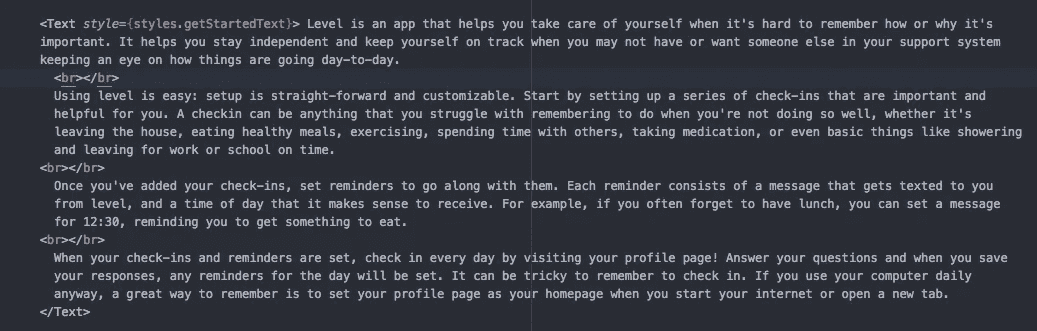 <Text style={styles.getStartedText}> Level is an app that helps you take care of yourself when it's hard to remember how or why it's
important. It helps you stay independent and keep yourself on track when you may not have or want someone else in your support system
keeping an eye on how things are going day-to-day.
<br></br>
Using level is easy: setup is straight-forward and customizable. Start by setting up a series of check-ins that are important and
helpful for you. A checkin can be anything that you struggle with remembering to do when you're not doing so well, whether it's
leaving the house, eating healthy meals, exercising, spending time with others, taking medication, or even basic things like showering
and leaving for work or school on time.
<br></br>
Once you've added your check-ins, set reminders to go along with them. Each reminder consists of a message that gets texted to you
from level, and a time of day that it makes sense to receive. For example, if you often forget to have lunch, you can set a message
for 12:30, reminding you to get something to eat.
<br></br>
When your check-ins and reminders are set, check in every day by visiting your profile page! Answer your questions and when you save
your responses, any reminders for the day will be set. It can be tricky to remember to check in. If you use your computer daily
anyway, a great way to remember is to set your profile page as your homepage when you start your internet or open a new tab.
</Text>